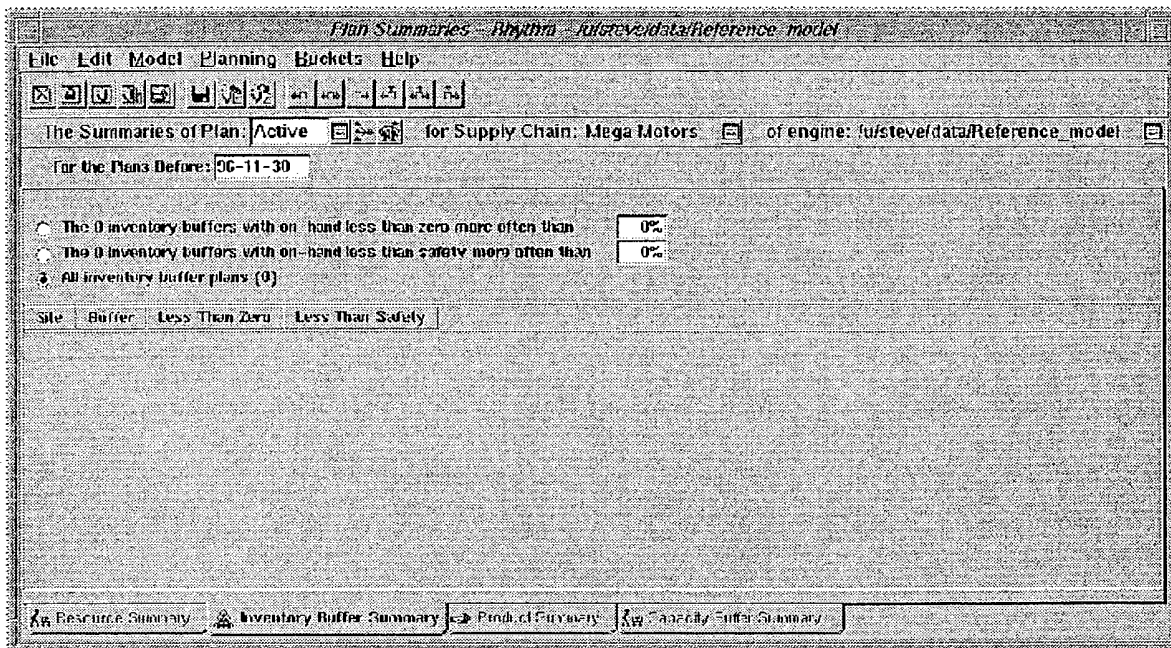 Plan Summaries - Rhythm - /u/steve/data/Reference_model
File Edit Model Planning Buckets Help
The Summaries of Plan: Active for Supply Chain: Mega Motors of engine: /u/steve/data/Reference_model
For the Plans Before: 96-11-30
The 0 inventory buffers with on-hand less than zero more often than 0%
The 0 inventory buffers with on-hand less than safety more often than 0%
All inventory buffer plans (0)
Site Buffer Less Than Zero Less Than Safety
Resource Summary Inventory Buffer Summary Product Summary Capacity Buffer Summary